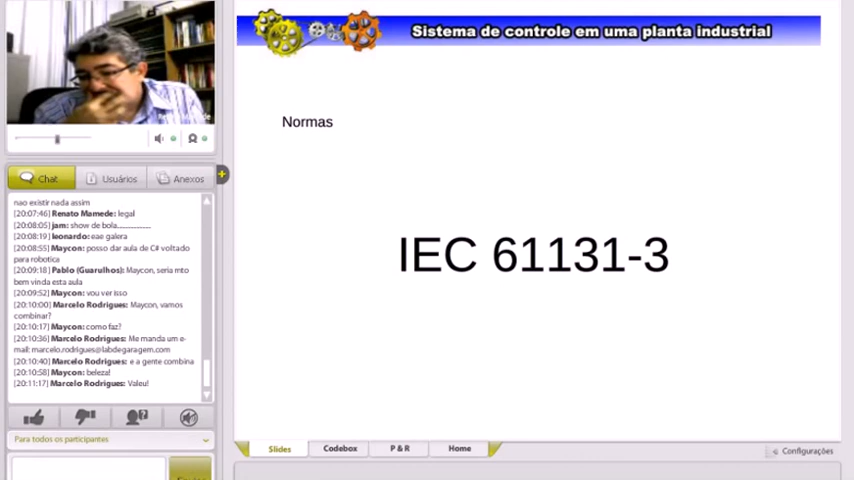 Sistema de controle em uma planta industrial
Renato Mamede
Normas
IEC 61131-3
Chat
Usuários
Anexos
nao existir nada assim
[20:07:46] Renato Mamede: legal
[20:08:05] jam: show de bola...............
[20:08:19] leonardo: eae galera
[20:08:55] Maycon: posso dar aula de C# voltado
para robotica
[20:09:18] Pablo (Guarulhos): Maycon, seria mto
bem vinda esta aula
[20:09:52] Maycon: vou ver isso
[20:10:00] Marcelo Rodrigues: Maycon, vamos
combinar?
[20:10:17] Maycon: como faz?
[20:10:36] Marcelo Rodrigues: Me manda um e-
mail: marcelo.rodrigues@labdegaragem.com
[20:10:40] Marcelo Rodrigues: e a gente combina
[20:10:58] Maycon: beleza!
[20:11:17] Marcelo Rodrigues: Valeu!
Para todos os participantes
Slides
Codebox
P & R
Home
Configurações